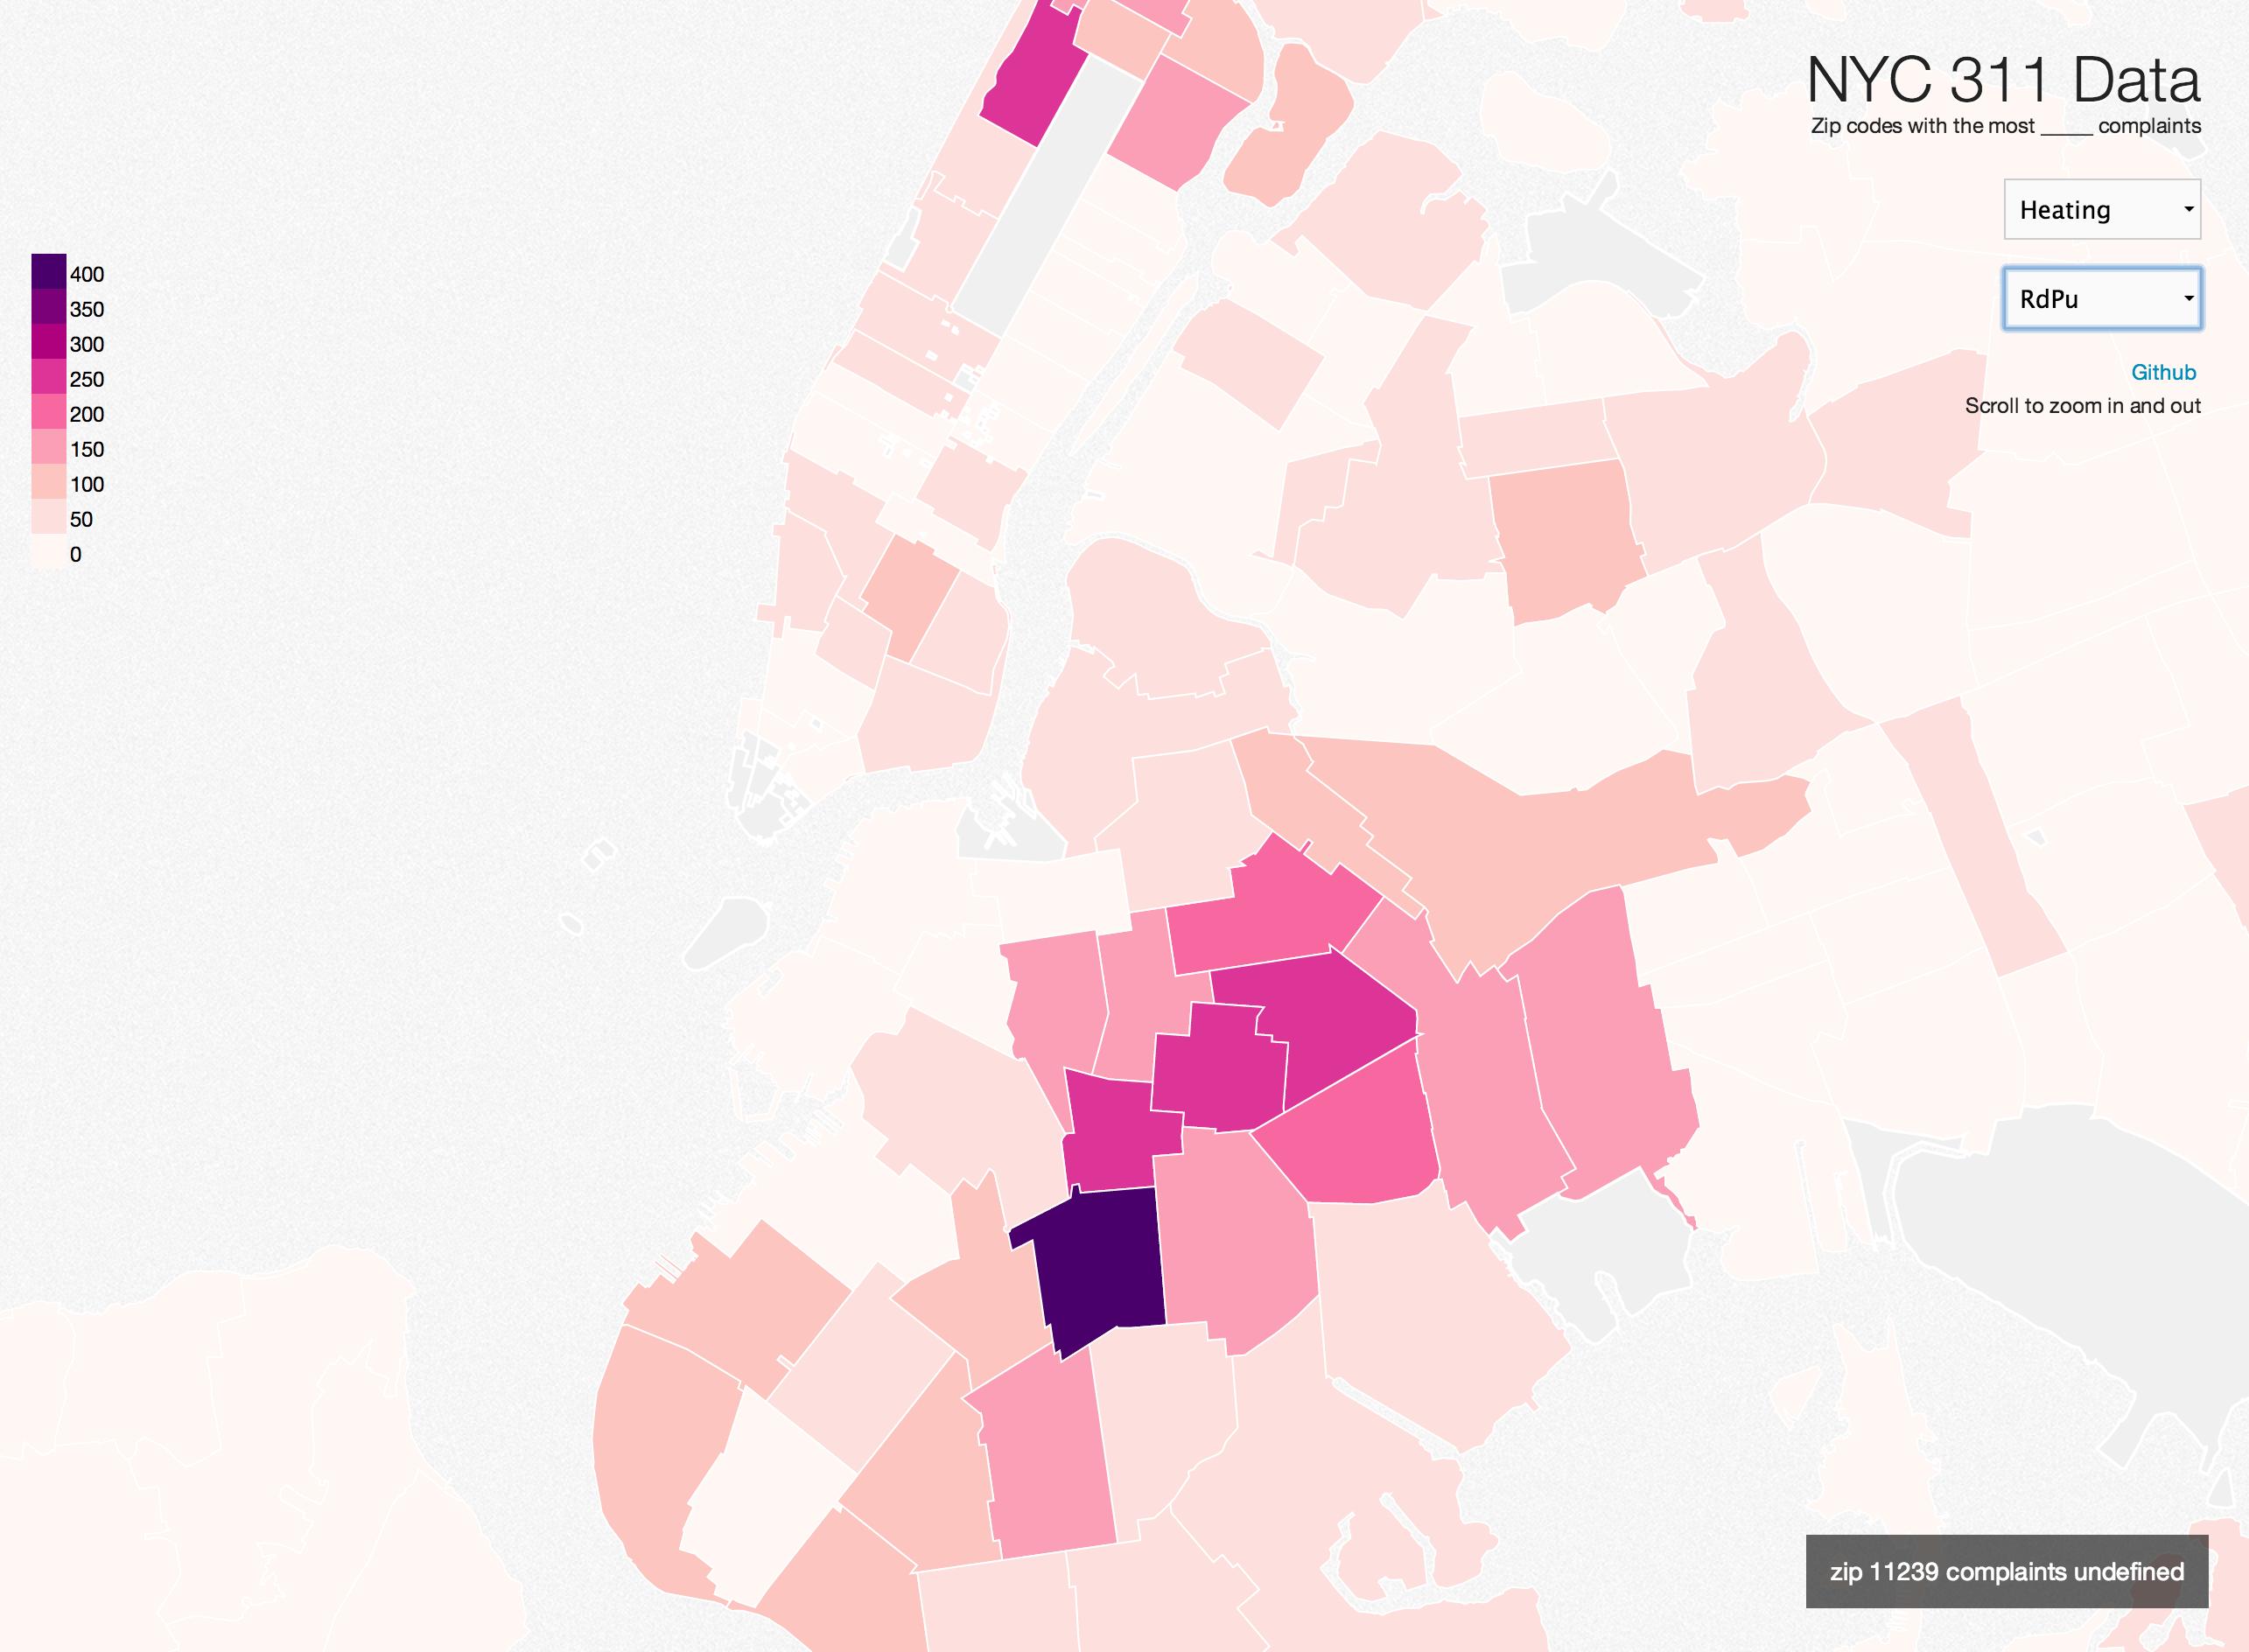 NYC 311 Data
Zip codes with the most _____ complaints
Heating
RdPu
Github
Scroll to zoom in and out
400
350
300
250
200
150
100
50
0
zip 11239 complaints undefined